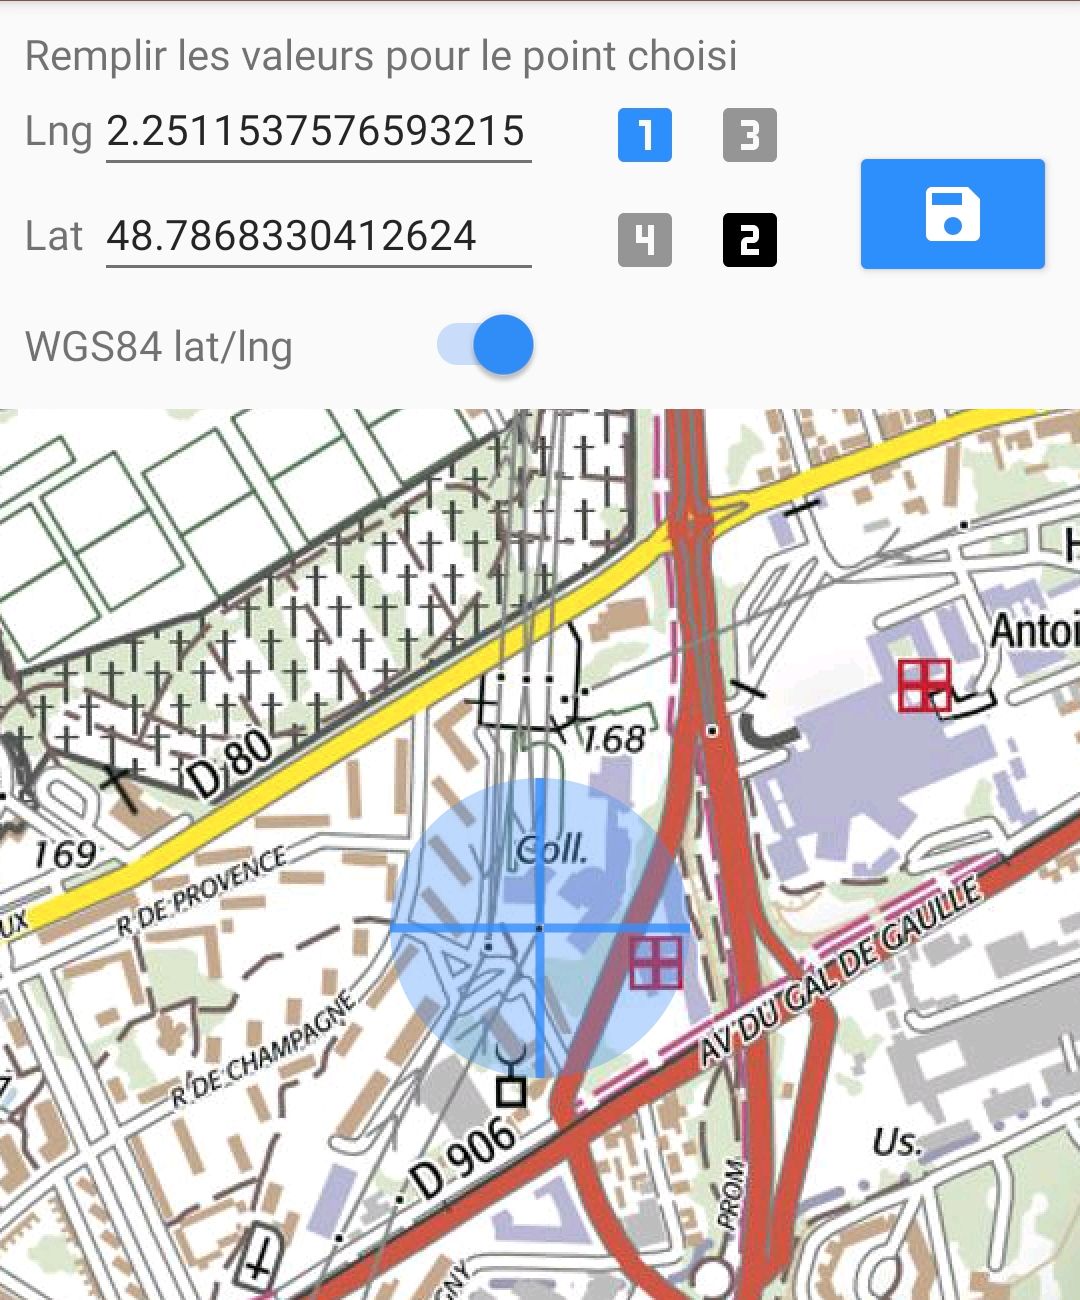 Remplir les valeurs pour le point choisi
Lng 2.2511537576593215
1 3
Lat 48.7868330412624
4 2
WGS84 lat/lng
H
Antoi
168
D 80
Coll.
169
UX
R DE PROVENCE
R DE CHAMPAGNE
AV DU GAL DE GAULLE
D 906
Us.
PROM
GNY
7